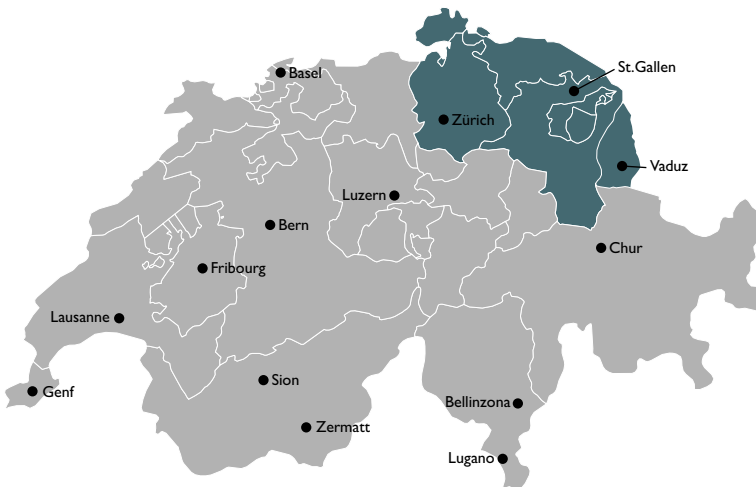 Basel
St.Gallen
Zürich
Vaduz
Luzern
Bern
Chur
Fribourg
Lausanne
Sion
Genf
Bellinzona
Zermatt
Lugano